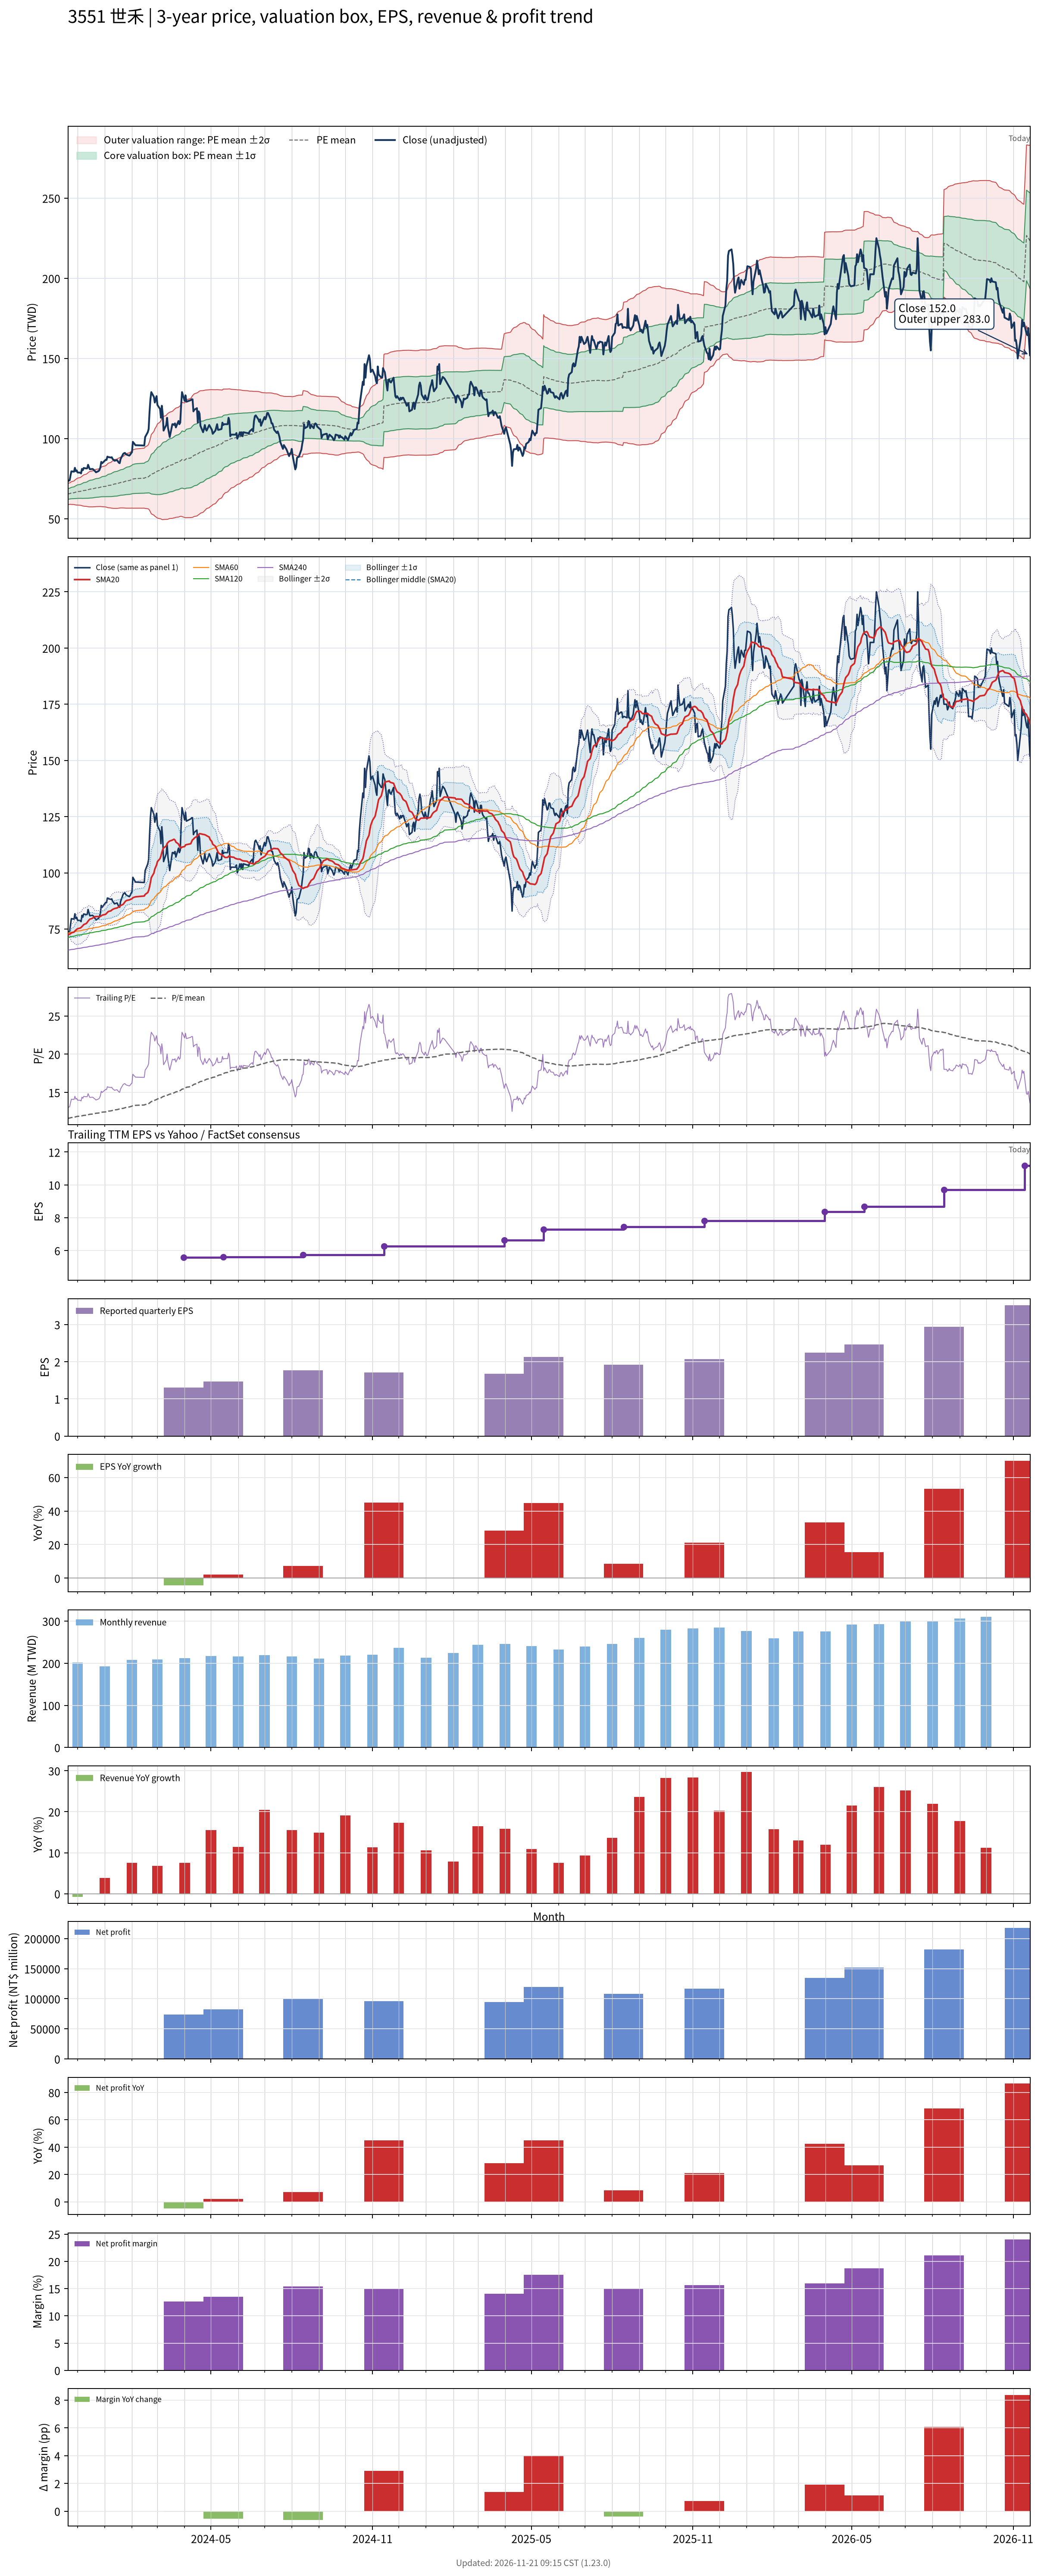 3551 世禾 | 3-year price, valuation box, EPS, revenue & profit trend
Outer valuation range: PE mean ±2σ
Core valuation box: PE mean ±1σ
PE mean
Close (unadjusted)
Today
Close 152.0
Outer upper 283.0
Price (TWD)
250
200
150
100
50
Close (same as panel 1)
SMA20
SMA60
SMA120
SMA240
Bollinger ±2σ
Bollinger ±1σ
Bollinger middle (SMA20)
Price
225
200
175
150
125
100
75
Trailing P/E
P/E mean
P/E
25
20
15
Trailing TTM EPS vs Yahoo / FactSet consensus
Today
EPS
12
10
8
6
Reported quarterly EPS
EPS
3
2
1
0
EPS YoY growth
YoY (%)
60
40
20
0
Monthly revenue
Revenue (M TWD)
300
200
100
0
Revenue YoY growth
YoY (%)
30
20
10
0
Month
Net profit
Net profit (NT$ million)
200000
150000
100000
50000
0
Net profit YoY
YoY (%)
80
60
40
20
0
Net profit margin
Margin (%)
25
20
15
10
5
0
Margin YoY change
Δ margin (pp)
8
6
4
2
0
2024-05
2024-11
2025-05
2025-11
2026-05
2026-11
Updated: 2026-11-21 09:15 CST (1.23.0)